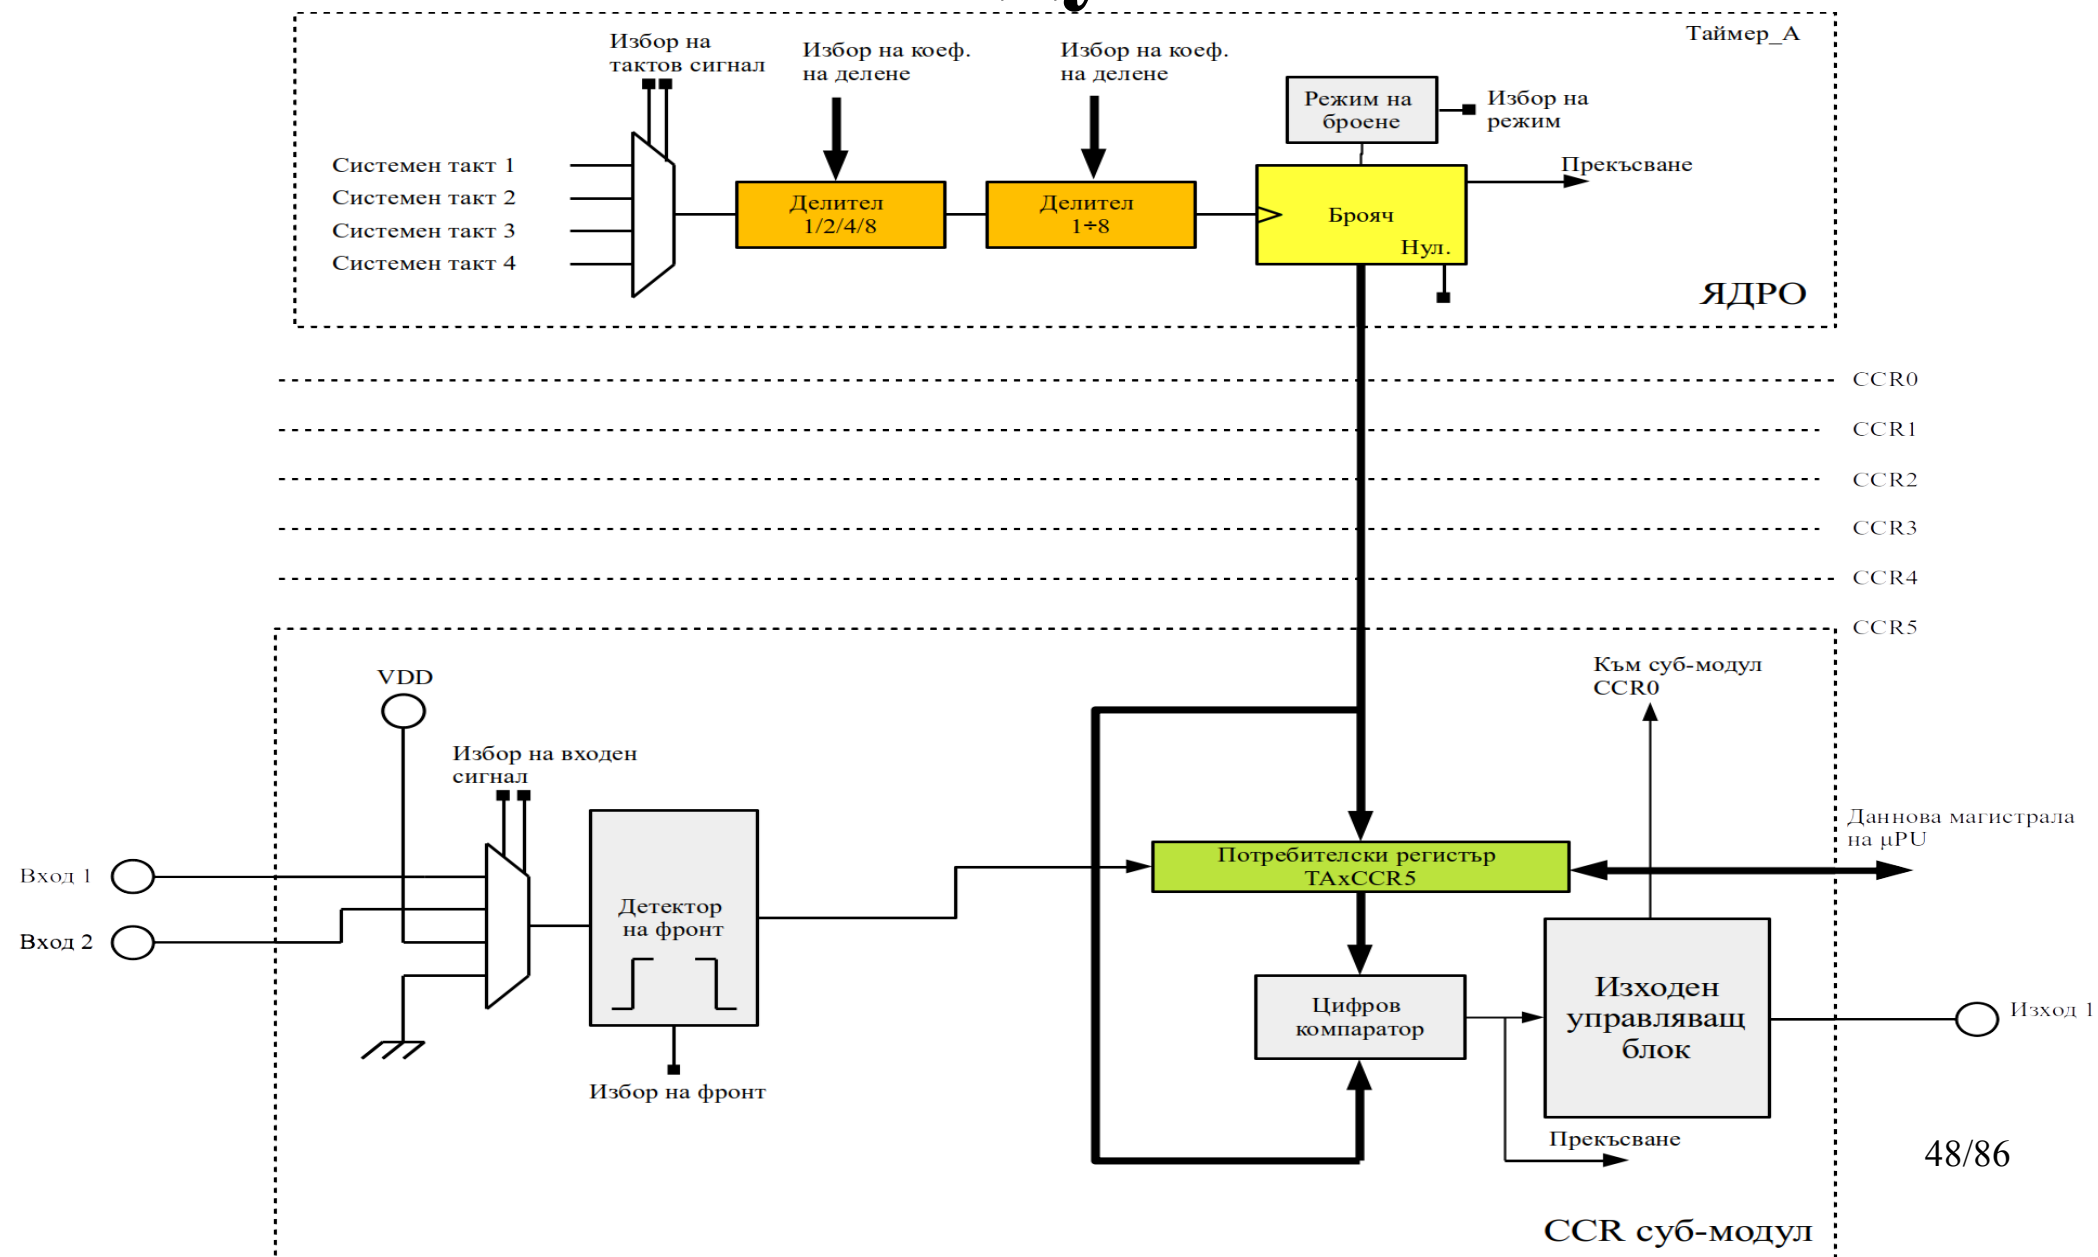 Таймер_А
Избор на
тактов сигнал
Избор на коеф.
на делене
Избор на коеф.
на делене
Режим на
броене
Избор на
режим
Системен такт 1
Системен такт 2
Системен такт 3
Системен такт 4
Делител
1/2/4/8
Делител
1÷8
Брояч
Нул.
Прекъсване
ЯДРО
CCR0
CCR1
CCR2
CCR3
CCR4
CCR5
VDD
Избор на входен
сигнал
Към суб-модул
CCR0
Вход 1
Вход 2
Детектор
на фронт
Избор на фронт
Потребителски регистър
TAxCCR5
Даннова магистрала
на µPU
Цифров
компаратор
Изходен
управляващ
блок
Изход 1
Прекъсване
48/86
CCR суб-модул